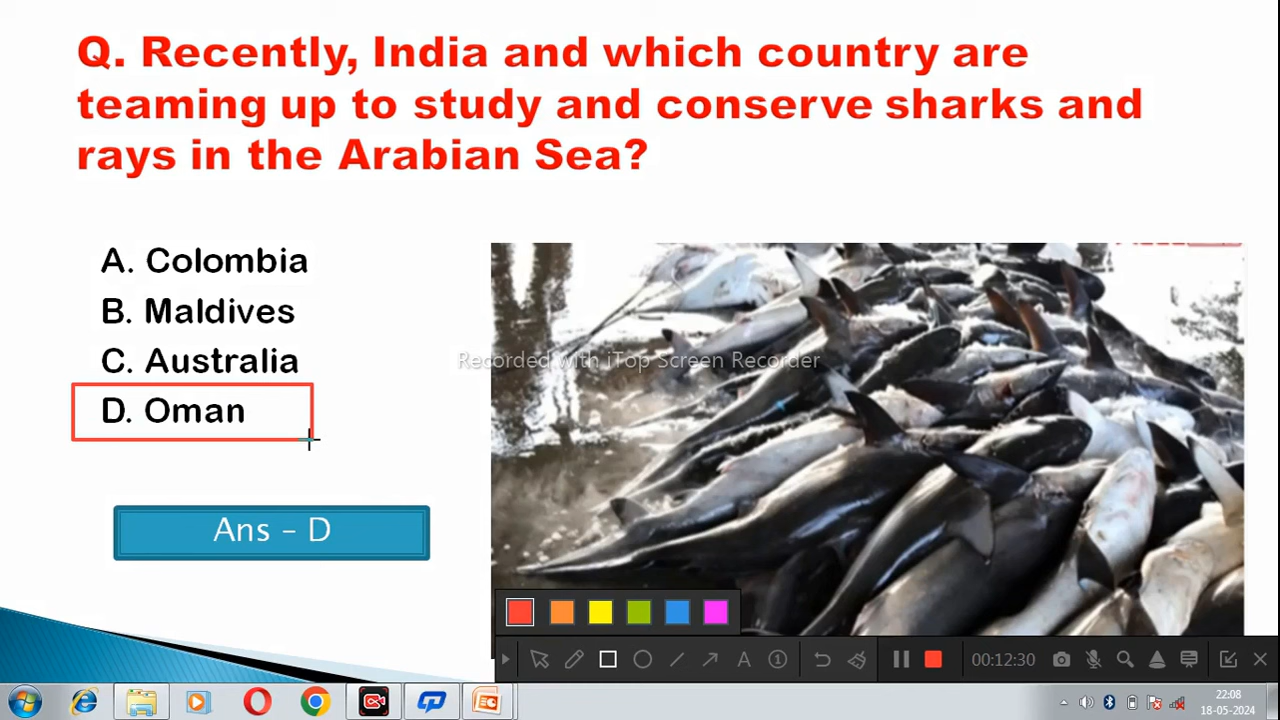 Q. Recently, India and which country are
teaming up to study and conserve sharks and
rays in the Arabian Sea?
A. Colombia
B. Maldives
C. Australia
D. Oman
Recorded with iTop Screen Recorder
Ans – D
A
1
00:12:30
22:08
18-05-2024